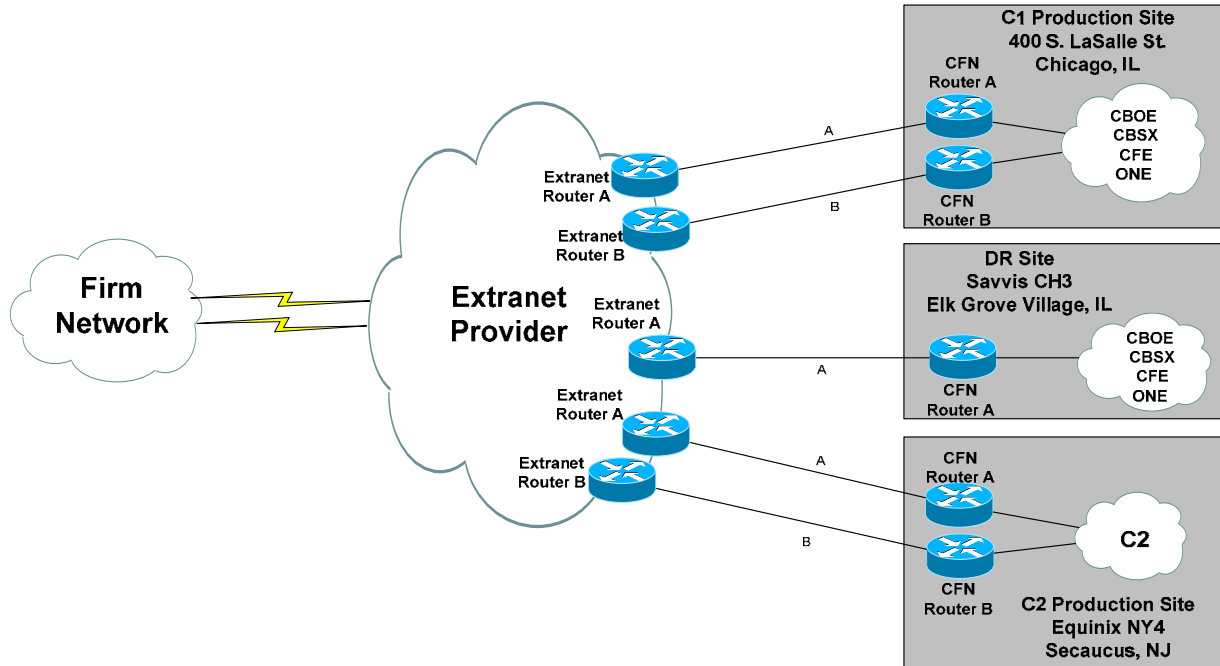 Firm
Network
Extranet
Provider
Extranet
Router A
Extranet
Router B
Extranet
Router A
Extranet
Router A
Extranet
Router B
A
B
A
A
B
C1 Production Site
400 S. LaSalle St.
Chicago, IL
CFN
Router A
CFN
Router B
CBOE
CBSX
CFE
ONE
DR Site
Savvis CH3
Elk Grove Village, IL
CFN
Router A
CBOE
CBSX
CFE
ONE
CFN
Router A
CFN
Router B
C2
C2 Production Site
Equinix NY4
Secaucus, NJ